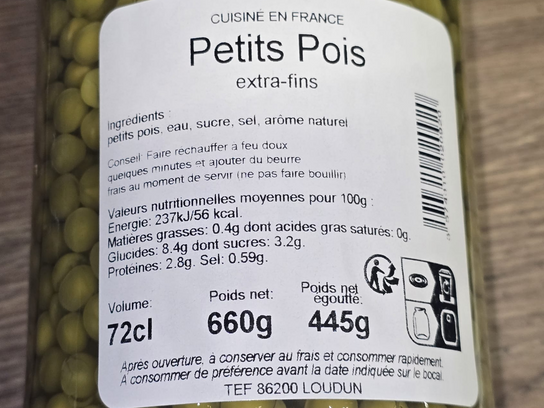 CUISINÉ EN FRANCE
Petits Pois
extra-fins
Ingredients :
petits pois, eau, sucre, sel, arôme naturel
Conseil: Faire réchauffer à feu doux
quelques minutes et ajouter du beurre
frais au moment de servir (ne pas faire bouillir)
Valeurs nutritionnelles moyennes pour 100g :
Energie: 237kJ/56 kcal.
Matières grasses: 0.4g dont acides gras saturés: 0g.
Glucides: 8.4g dont sucres: 3.2g.
Protéines: 2.8g. Sel: 0.59g.
Volume:
72cl
Poids net:
660g
Poids net
égoutté:
445g
Après ouverture, à conserver au frais et consommer rapidement.
A consommer de préférence avant la date indiquée sur le bocal.
TEF 86200 LOUDUN